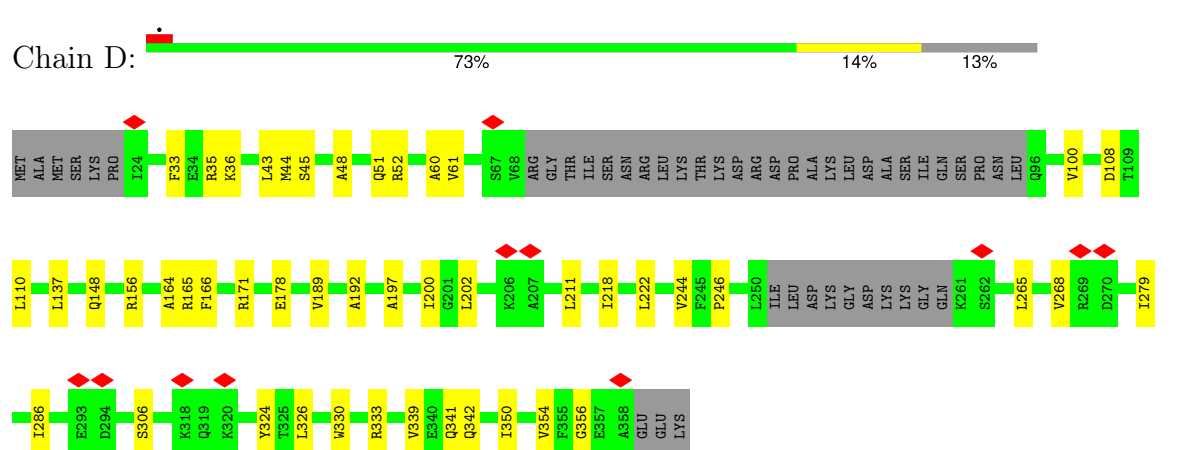 Chain D:
73% 14% 13%
MET ALA MET SER LYS PRO I24 F33 E34 R35 K36 L43 M44 S45 A48 Q51 R52 A60 V61 S67 V68 ARG GLY THR ILE SER ASN ARG LEU LYS THR LYS ASP ARG ASP PRO ALA LYS LEU ASP ALA SER ILE GLN SER PRO ASN LEU Q96 V100 D108 T109
L110 L137 Q148 R156 A164 R165 F166 R171 E178 V189 A192 A197 I200 G201 L202 K206 A207 L211 I218 L222 V244 F245 P246 L250 ILE LEU ASP LYS GLY ASP LYS LYS GLY GLN K261 S262 L265 V268 R269 D270 I279
I286 E293 D294 S306 K318 Q319 K320 Y324 T325 L326 W330 R333 V339 E340 Q341 Q342 I350 V354 F355 G356 E357 A358 GLU GLU LYS